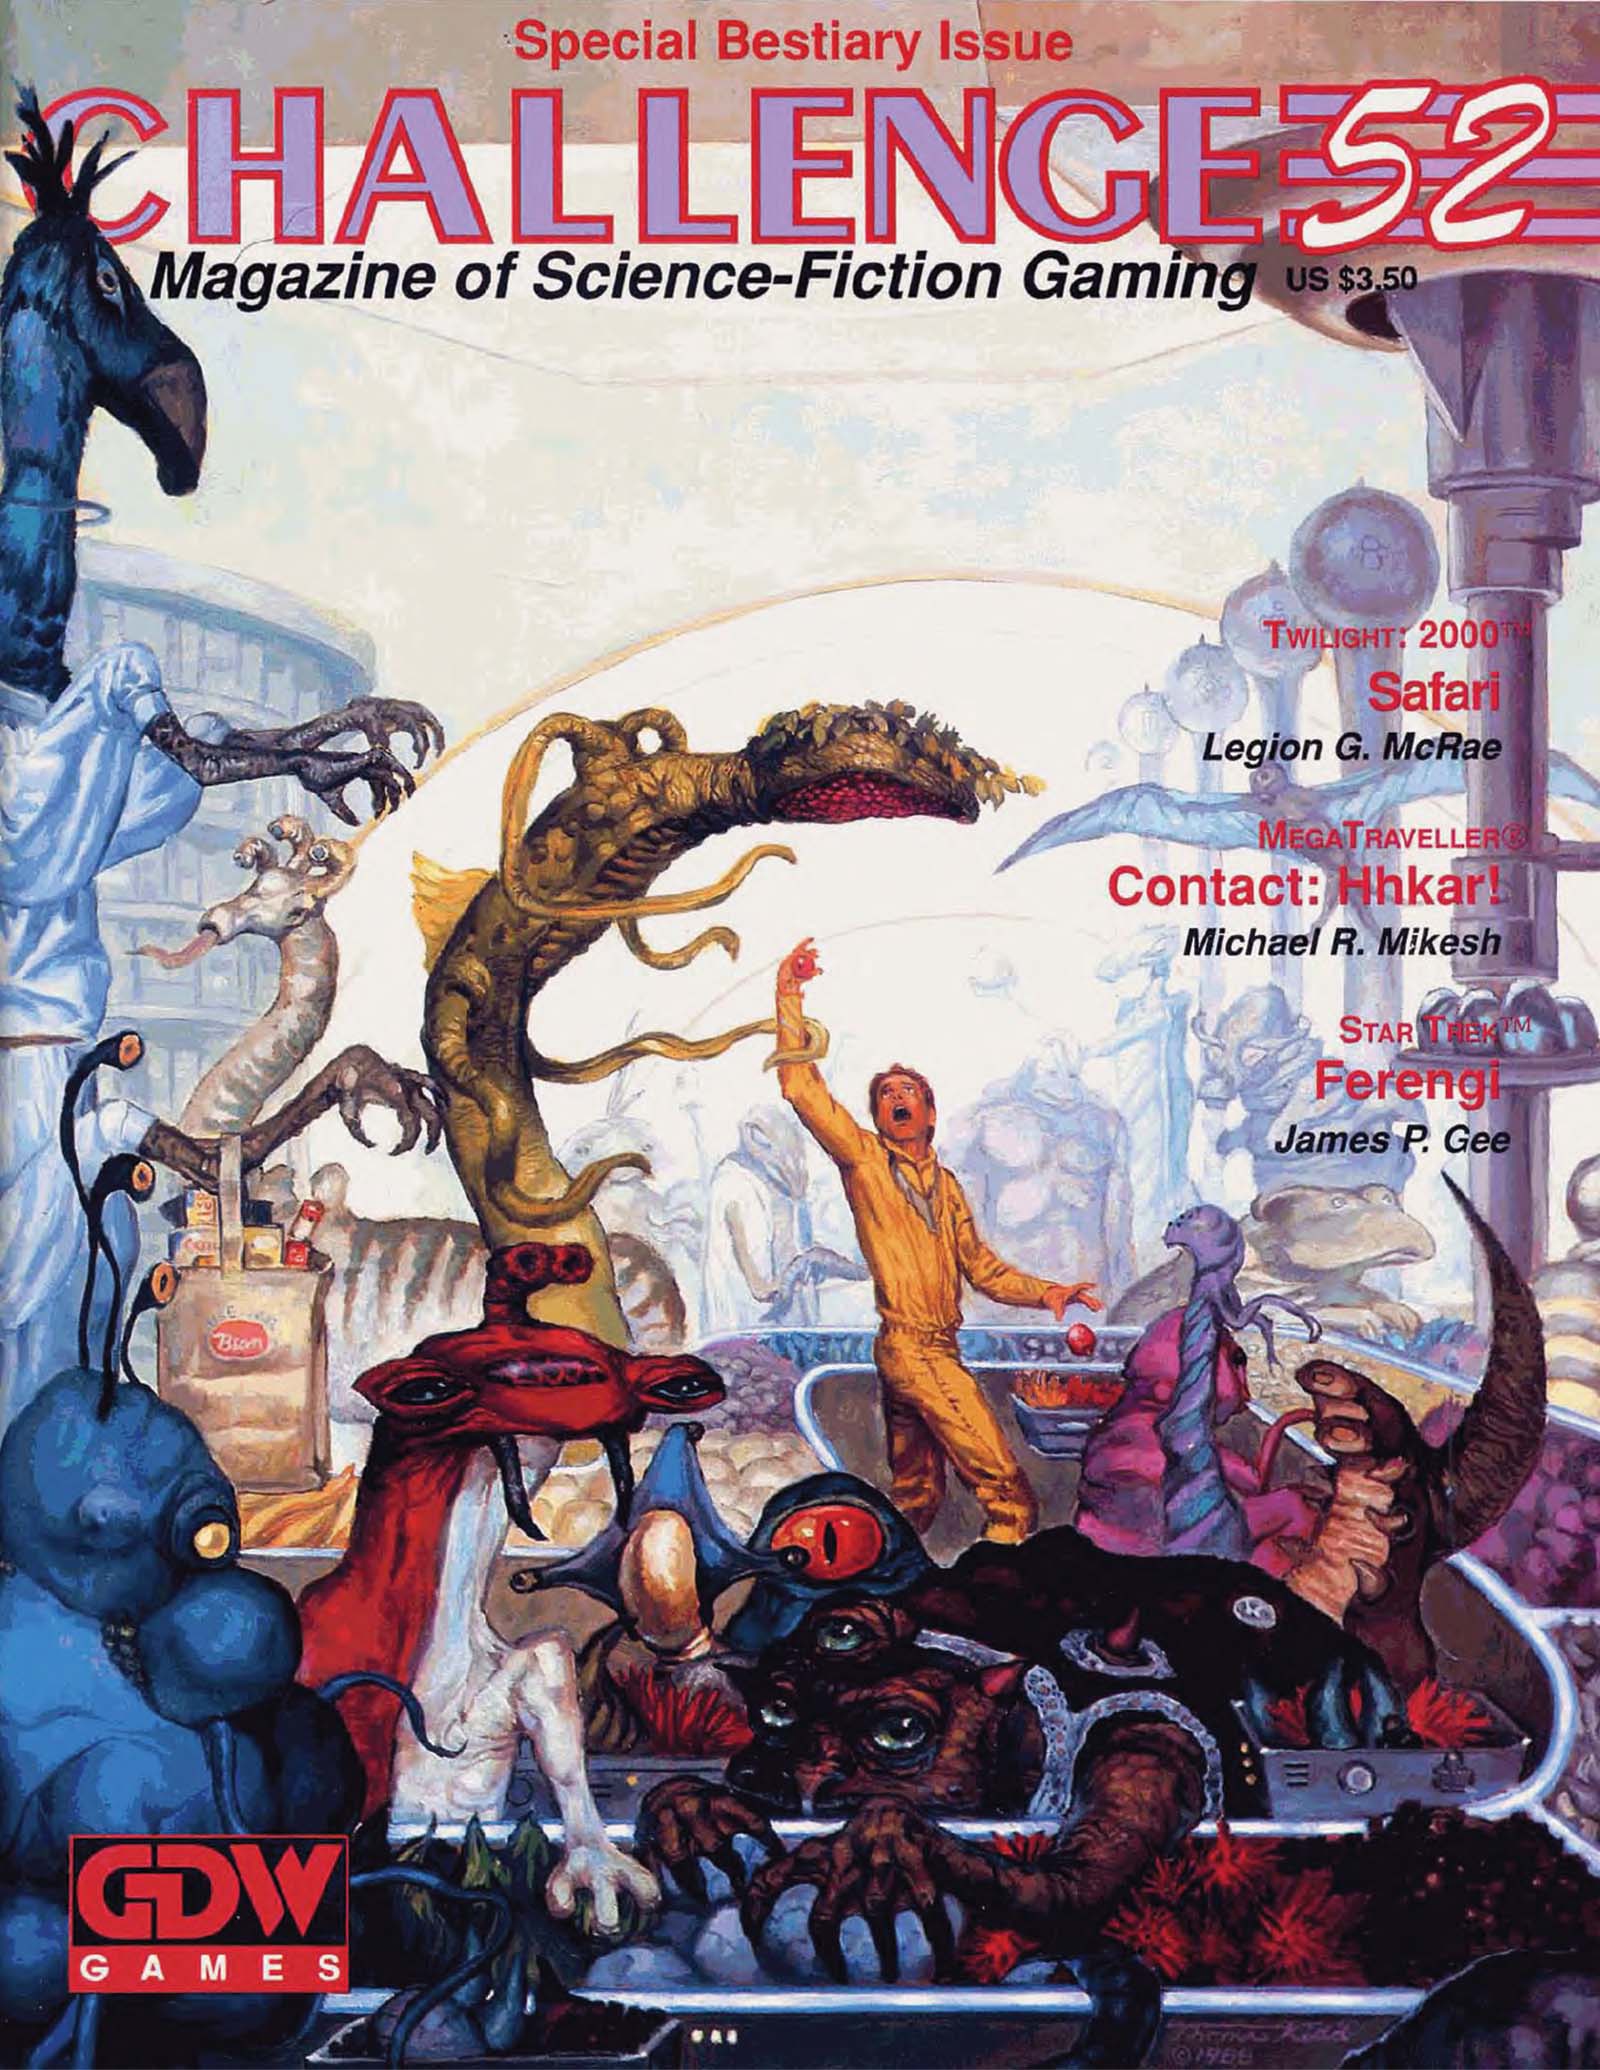 Special Bestiary Issue
CHALLENGE 52
Magazine of Science-Fiction Gaming US $3.50
TWILIGHT: 2000™
Safari
Legion G. McRae
MEGATRAVELLER®
Contact: Hhkar!
Michael R. Mikesh
STAR TREK™
Ferengi
James P. Gee
GDW
GAMES
©1988